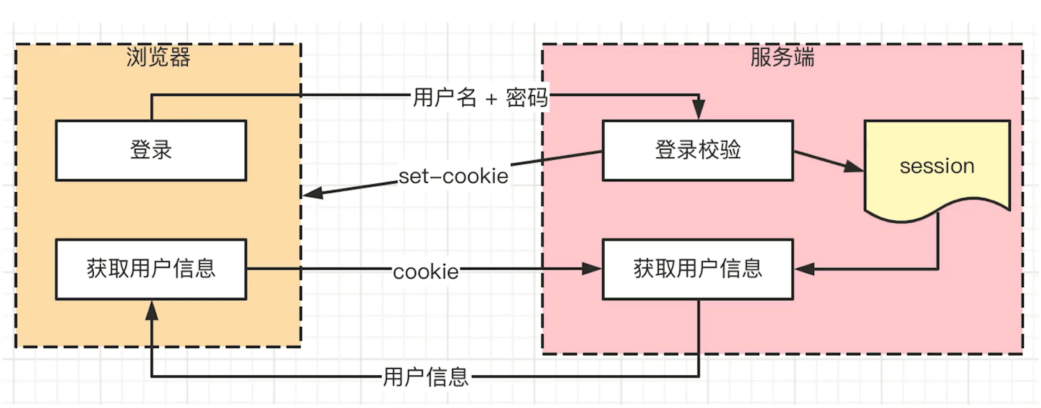 浏览器
服务端
用户名 + 密码
登录
登录校验
session
set-cookie
获取用户信息
cookie
获取用户信息
用户信息